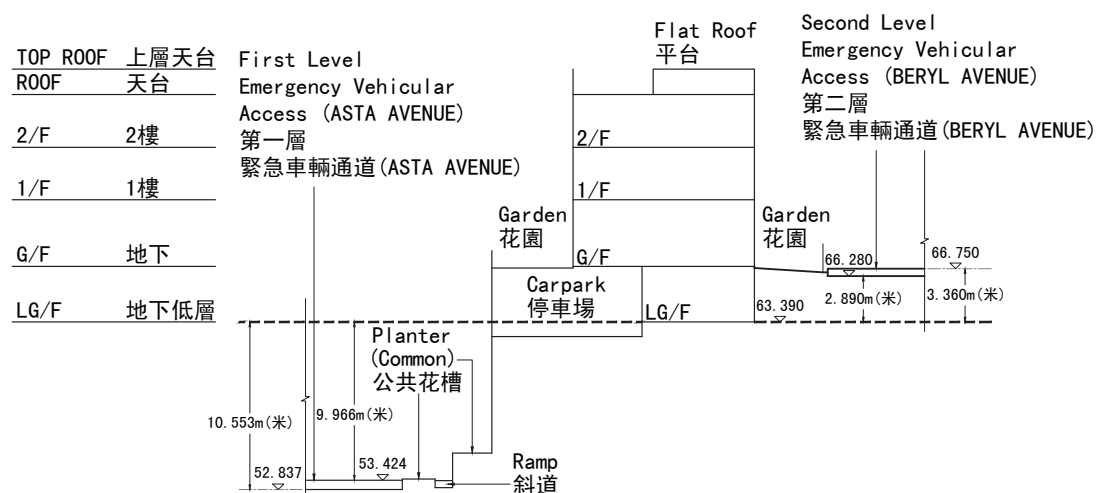 TOP ROOF 上層天台
ROOF 天台
2/F 2樓
1/F 1樓
G/F 地下
LG/F 地下低層
First Level
Emergency Vehicular
Access (ASTA AVENUE)
第一層
緊急車輛通道(ASTA AVENUE)
Flat Roof
平台
Second Level
Emergency Vehicular
Access (BERYL AVENUE)
第二層
緊急車輛通道(BERYL AVENUE)
2/F
1/F
G/F
LG/F
Garden
花園
Carpark
停車場
Garden
花園
66.280
66.750
2.890m(米)
3.360m(米)
63.390
Planter
(Common)
公共花槽
10.553m(米)
9.966m(米)
52.837
53.424
Ramp
斜道